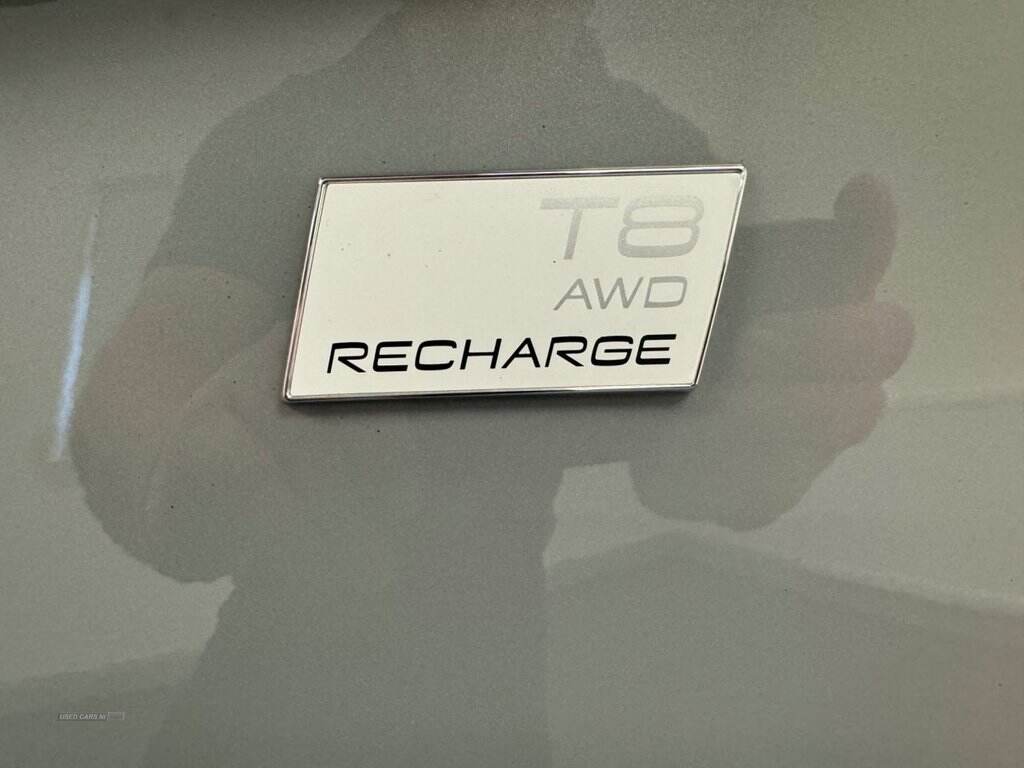 T8
AWD
RECHARGE
USED CARS NI